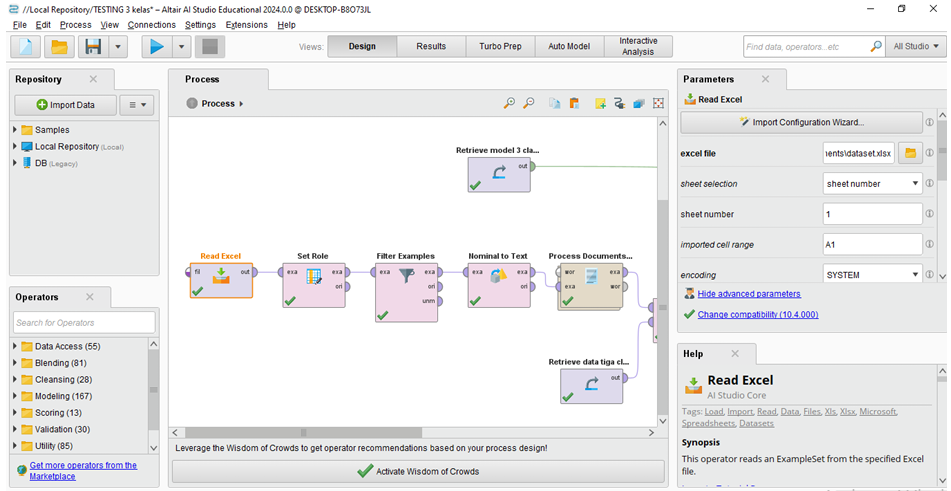 //Local Repository/TESTING 3 kelas* – Altair AI Studio Educational 2024.0.0 @ DESKTOP-B8O73JL
File Edit Process View Connections Settings Extensions Help
Views: Design Results Turbo Prep Auto Model Interactive Analysis
Find data, operators...etc All Studio
Repository
Import Data
Samples
Local Repository (Local)
DB (Legacy)
Operators
Search for Operators
Data Access (55)
Blending (81)
Cleansing (28)
Modeling (167)
Scoring (13)
Validation (30)
Utility (85)
Get more operators from the
Marketplace
Process
Process
Retrieve model 3 cla...
out
Read Excel
fil out
Set Role
exa exa
ori
Filter Examples
exa exa
ori
unm
Nominal to Text
exa exa
ori
Process Documents...
wor exa
exa wor
Retrieve data tiga cl...
out
Leverage the Wisdom of Crowds to get operator recommendations based on your process design!
Activate Wisdom of Crowds
Parameters
Read Excel
Import Configuration Wizard...
excel file ents\dataset.xlsx
sheet selection sheet number
sheet number 1
imported cell range A1
encoding SYSTEM
Hide advanced parameters
Change compatibility (10.4.000)
Help
Read Excel
AI Studio Core
Tags: Load, Import, Read, Data, Files, Xls, Xlsx, Microsoft,
Spreadsheets, Datasets
Synopsis
This operator reads an ExampleSet from the specified Excel
file.